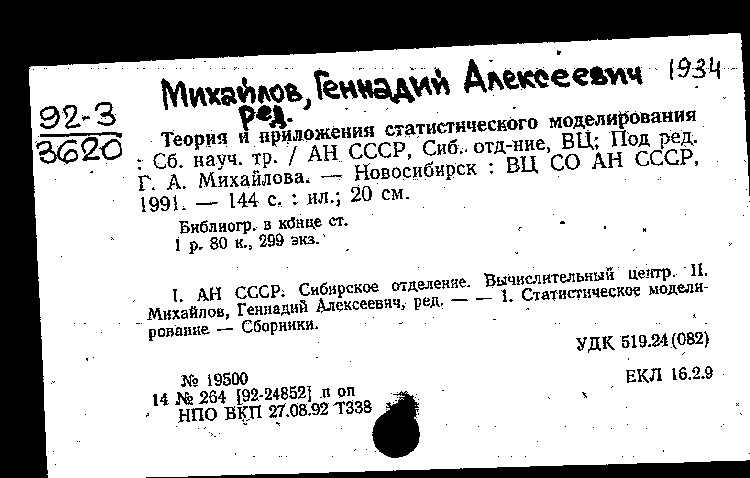 Михайлов, Геннадий Алексеевич 1934
ред.
92-3
3620
Теория и приложения статистического моделирования
: Сб. науч. тр. / АН СССР, Сиб. отд-ние, ВЦ; Под ред.
Г. А. Михайлова. — Новосибирск : ВЦ СО АН СССР,
1991. — 144 с. : ил.; 20 см.
Библиогр. в конце ст.
1 р. 80 к., 299 экз.
I. АН СССР. Сибирское отделение. Вычислительный центр. II.
Михайлов, Геннадий Алексеевич, ред. — — 1. Статистическое модели-
рование — Сборники.
УДК 519.24(082)
№ 19500
ЕКЛ 16.2.9
14 № 264 [92-24852] п оп
НПО ВКП 27.08.92 Т338